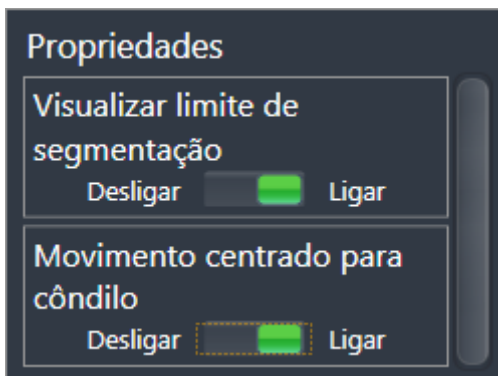 Propriedades
Visualizar limite de
segmentação
Desligar Ligar
Movimento centrado para
côndilo
Desligar Ligar